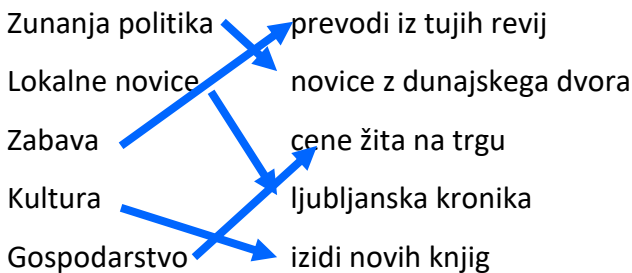 Zunanja politika prevodi iz tujih revij
Lokalne novice novice z dunajskega dvora
Zabava cene žita na trgu
Kultura ljubljanska kronika
Gospodarstvo izidi novih knjig